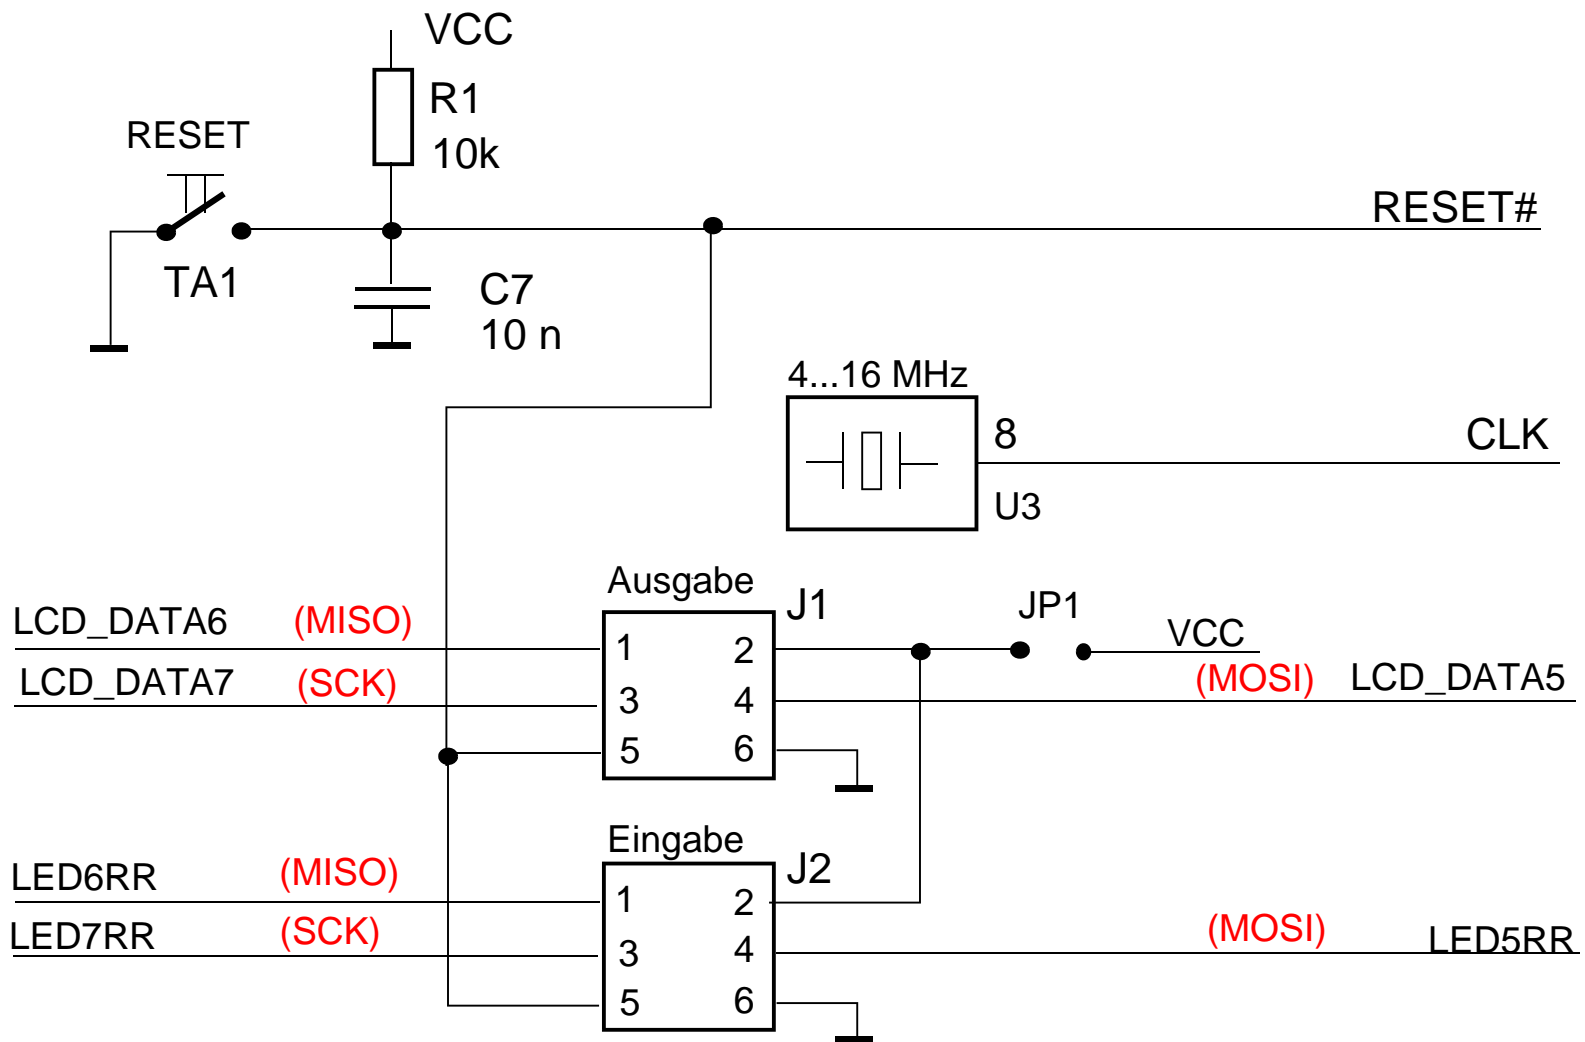 VCC
R1
10k
RESET
TA1
RESET#
C7
10 n
4...16 MHz
8
CLK
U3
Ausgabe
J1
JP1
VCC
LCD_DATA6 (MISO)
LCD_DATA7 (SCK)
1 2
3 4
5 6
(MOSI) LCD_DATA5
Eingabe
J2
LED6RR (MISO)
LED7RR (SCK)
1 2
3 4
5 6
(MOSI) LED5RR